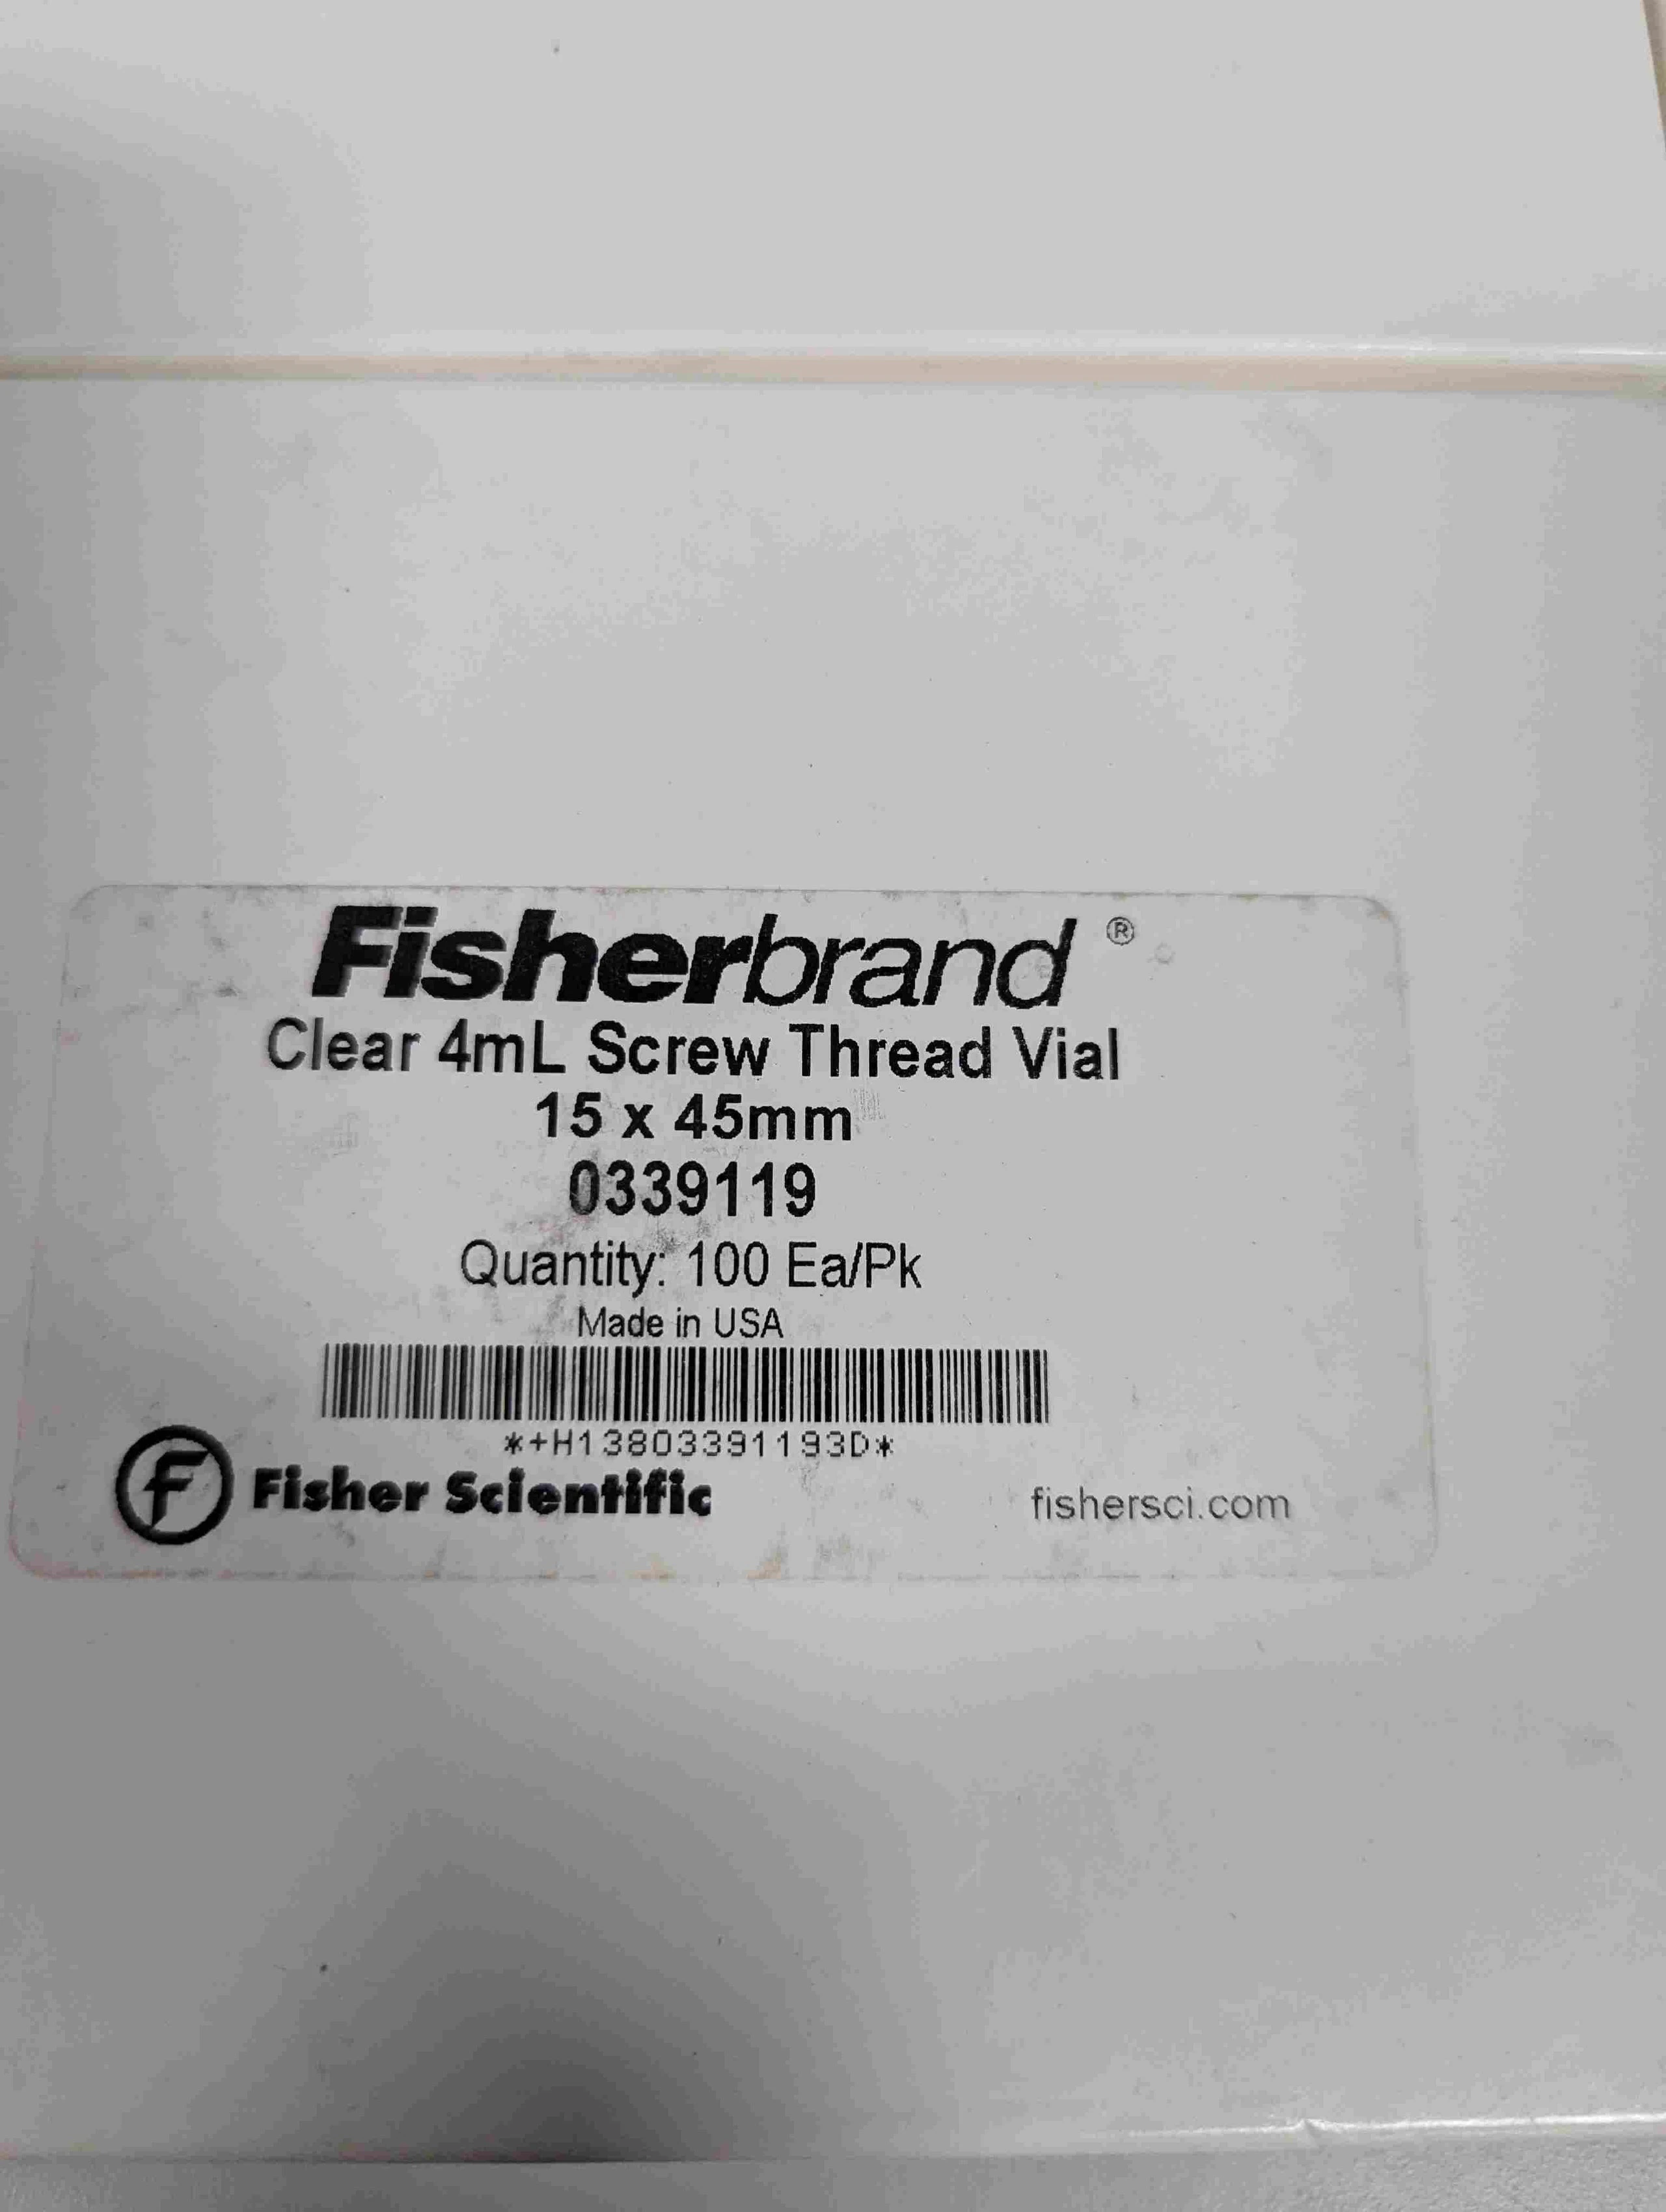 Fisherbrand ®
Clear 4mL Screw Thread Vial
15 x 45mm
0339119
Quantity: 100 Ea/Pk
Made in USA
*+H13803391193D*
Fisher Scientific
fishersci.com